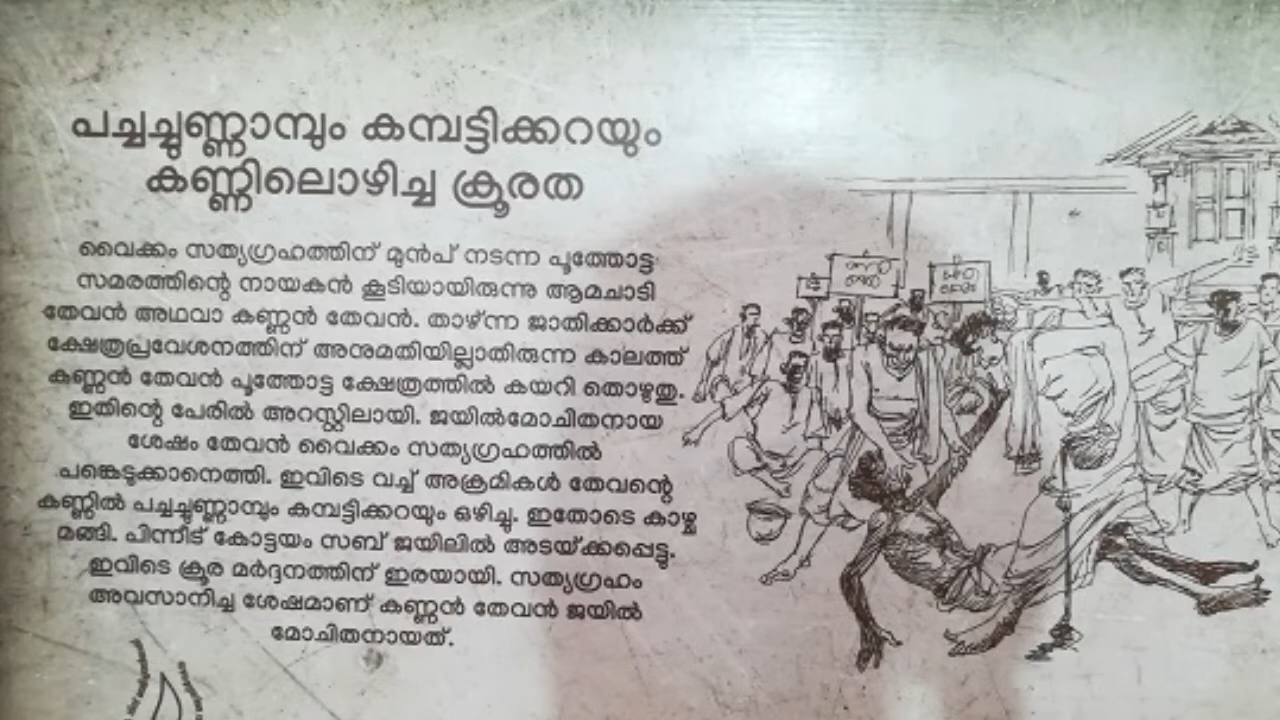 പച്ചച്ചുണ്ണാമ്പും കമ്പട്ടിക്കറയും
കണ്ണിലൊഴിച്ച ക്രൂരത
വൈക്കം സത്യഗ്രഹത്തിന് മുൻപ് നടന്ന പൂത്തോട്ട
സമരത്തിന്റെ നായകൻ കൂടിയായിരുന്നു ആമചാടി
തേവൻ അഥവാ കണ്ണൻ തേവൻ. താഴ്ന്ന ജാതിക്കാർക്ക്
ക്ഷേത്രപ്രവേശനത്തിന് അനുമതിയില്ലാതിരുന്ന കാലത്ത്
കണ്ണൻ തേവൻ പൂത്തോട്ട ക്ഷേത്രത്തിൽ കയറി തൊഴുതു.
ഇതിന്റെ പേരിൽ അറസ്റ്റിലായി. ജയിൽമോചിതനായ
ശേഷം തേവൻ വൈക്കം സത്യഗ്രഹത്തിൽ
പങ്കെടുക്കാനെത്തി. ഇവിടെ വച്ച് അക്രമികൾ തേവന്റെ
കണ്ണിൽ പച്ചച്ചുണ്ണാമ്പും കമ്പട്ടിക്കറയും ഒഴിച്ചു. ഇതോടെ കാഴ്ച
മങ്ങി. പിന്നീട് കോട്ടയം സബ് ജയിലിൽ അടയ്ക്കപ്പെട്ടു.
ഇവിടെ ക്രൂര മർദ്ദനത്തിന് ഇരയായി. സത്യഗ്രഹം
അവസാനിച്ച ശേഷമാണ് കണ്ണൻ തേവൻ ജയിൽ
മോചിതനായത്.